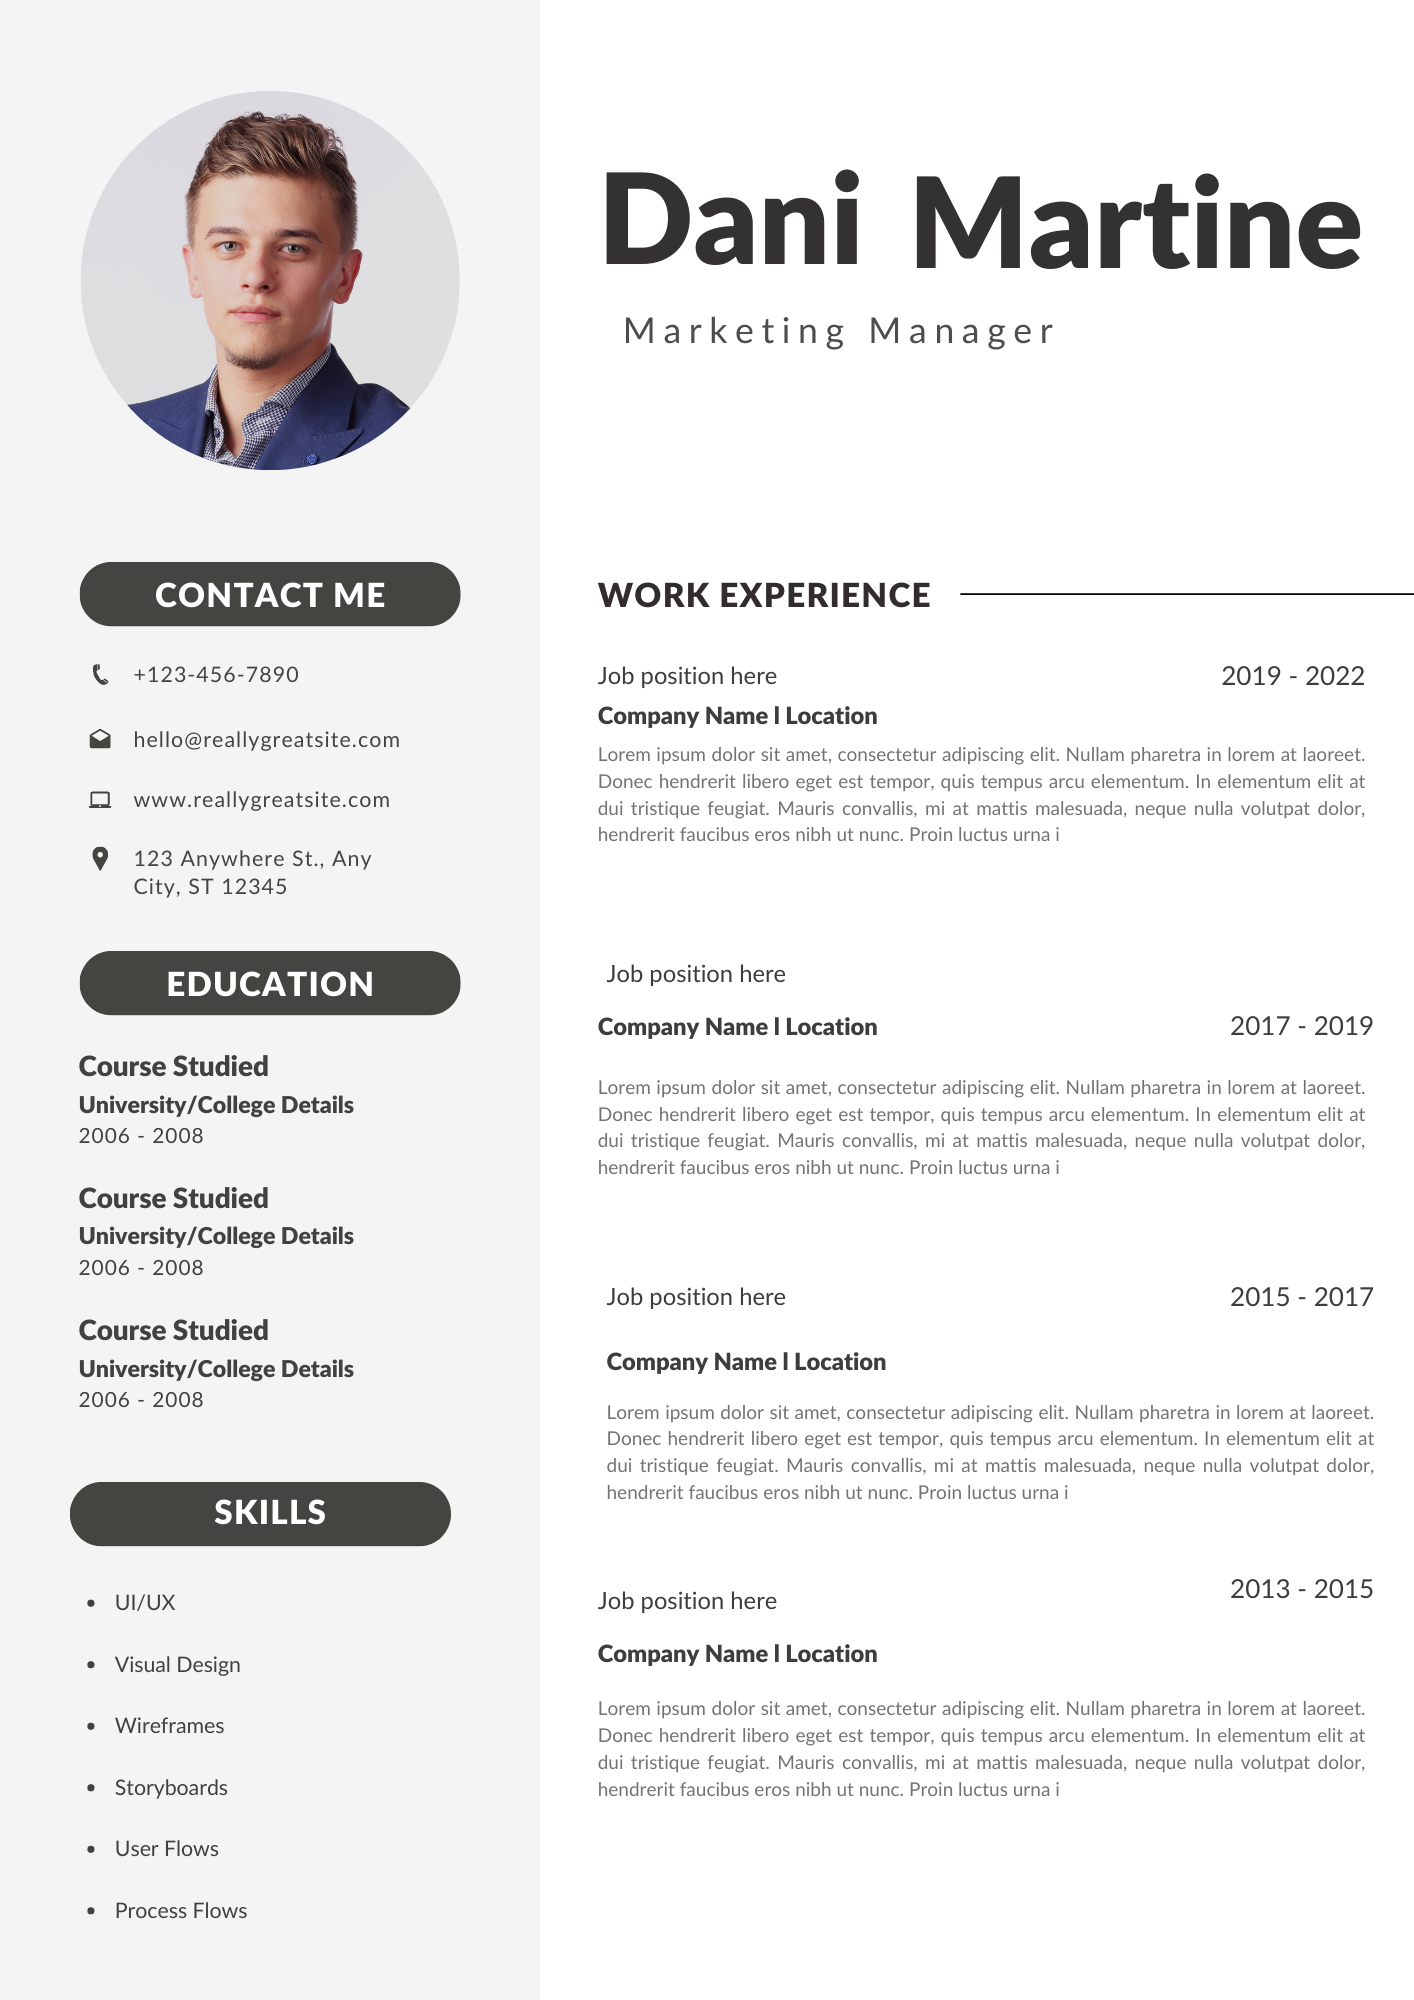 Dani Martine
Marketing Manager
CONTACT ME
+123-456-7890
hello@reallygreatsite.com
www.reallygreatsite.com
123 Anywhere St., Any
City, ST 12345
EDUCATION
Course Studied
University/College Details
2006 - 2008
Course Studied
University/College Details
2006 - 2008
Course Studied
University/College Details
2006 - 2008
SKILLS
• UI/UX
• Visual Design
• Wireframes
• Storyboards
• User Flows
• Process Flows
WORK EXPERIENCE
Job position here 2019 - 2022
Company Name l Location
Lorem ipsum dolor sit amet, consectetur adipiscing elit. Nullam pharetra in lorem at laoreet.
Donec hendrerit libero eget est tempor, quis tempus arcu elementum. In elementum elit at
dui tristique feugiat. Mauris convallis, mi at mattis malesuada, neque nulla volutpat dolor,
hendrerit faucibus eros nibh ut nunc. Proin luctus urna i
Job position here
Company Name l Location 2017 - 2019
Lorem ipsum dolor sit amet, consectetur adipiscing elit. Nullam pharetra in lorem at laoreet.
Donec hendrerit libero eget est tempor, quis tempus arcu elementum. In elementum elit at
dui tristique feugiat. Mauris convallis, mi at mattis malesuada, neque nulla volutpat dolor,
hendrerit faucibus eros nibh ut nunc. Proin luctus urna i
Job position here 2015 - 2017
Company Name l Location
Lorem ipsum dolor sit amet, consectetur adipiscing elit. Nullam pharetra in lorem at laoreet.
Donec hendrerit libero eget est tempor, quis tempus arcu elementum. In elementum elit at
dui tristique feugiat. Mauris convallis, mi at mattis malesuada, neque nulla volutpat dolor,
hendrerit faucibus eros nibh ut nunc. Proin luctus urna i
Job position here 2013 - 2015
Company Name l Location
Lorem ipsum dolor sit amet, consectetur adipiscing elit. Nullam pharetra in lorem at laoreet.
Donec hendrerit libero eget est tempor, quis tempus arcu elementum. In elementum elit at
dui tristique feugiat. Mauris convallis, mi at mattis malesuada, neque nulla volutpat dolor,
hendrerit faucibus eros nibh ut nunc. Proin luctus urna i